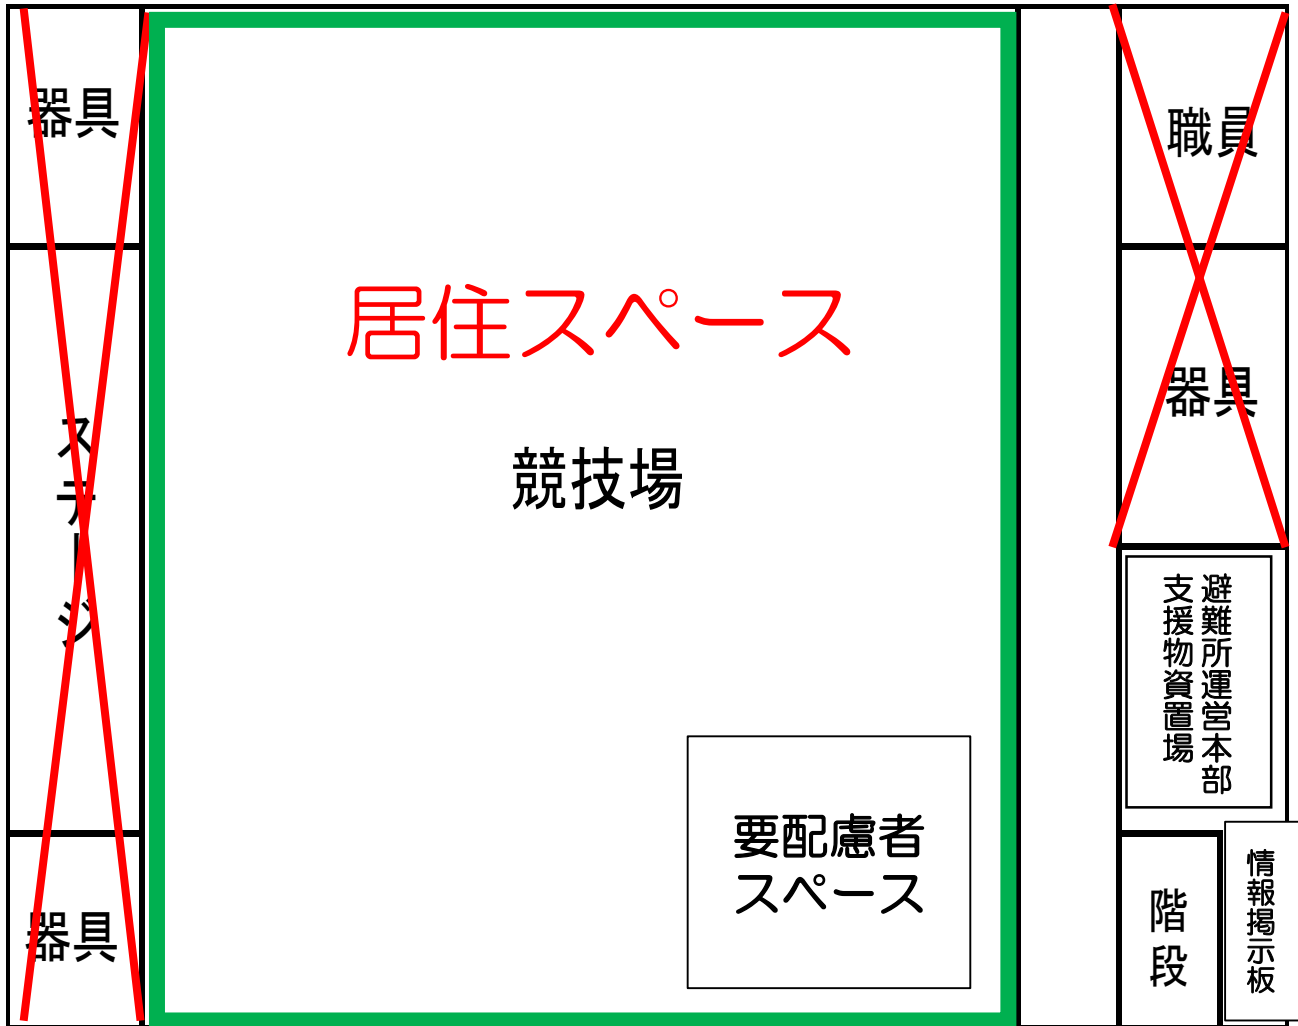 器具
職員
居住スペース
器具
競技場
ステージ
避難所運営本部
支援物資置場
要配慮者
スペース
情報掲示板
階段
器具